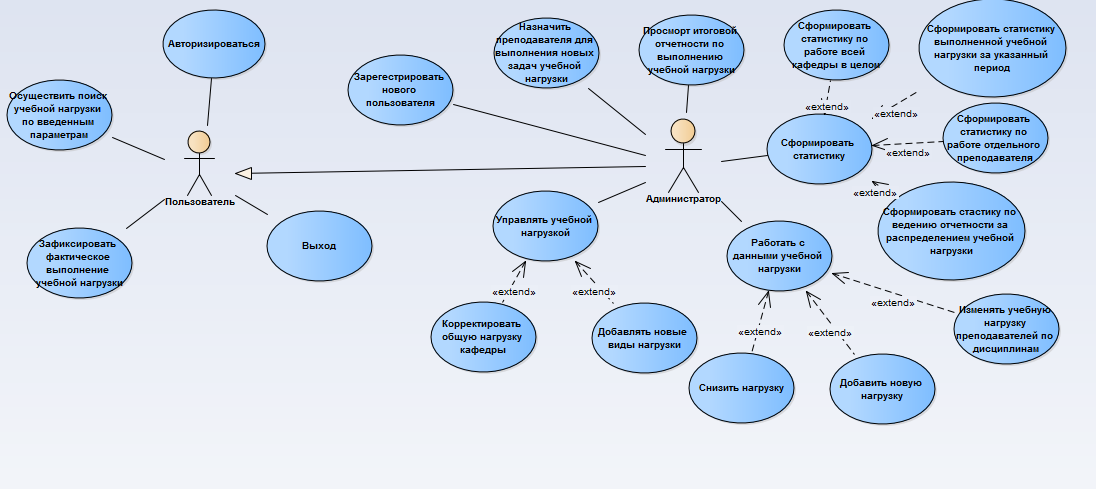 Авторизироваться
Осуществить поиск
учебной нагрузки
по введенным
параметрам
Пользователь
Зафиксировать
фактическое
выполнение
учебной нагрузки
Выход
Зарегестрировать
нового
пользователя
Назначить
преподавателя для
выполнения новых
задач учебной
нагрузки
Просморт итоговой
отчетности по
выполнению
учебной нагрузки
Администратор
Сформировать
статистику по
работе всей
кафедры в целом
Сформировать статистику
выполненной учебной
нагрузки за указанный
период
«extend»
«extend»
Сформировать
статистику
«extend»
Сформировать
статистику по
работе отдельного
преподавателя
«extend»
Сформировать стастику по
ведению отчетности за
распределением учебной
нагрузки
Управлять учебной
нагрузкой
«extend»
«extend»
Корректировать
общую нагрузку
кафедры
Добавлять новые
виды нагрузки
Работать с
данными учебной
нагрузки
«extend»
«extend»
«extend»
Изменять учебную
нагрузку
преподавателей по
дисциплинам
Снизить нагрузку
Добавить новую
нагрузку